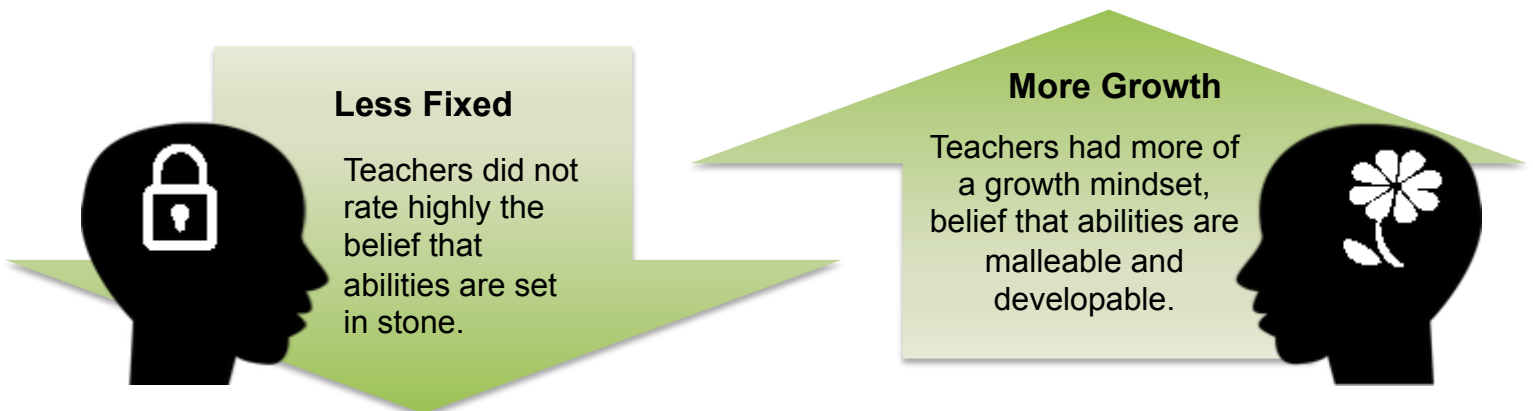 Less Fixed
Teachers did not
rate highly the
belief that
abilities are set
in stone.
More Growth
Teachers had more of
a growth mindset,
belief that abilities are
malleable and
developable.